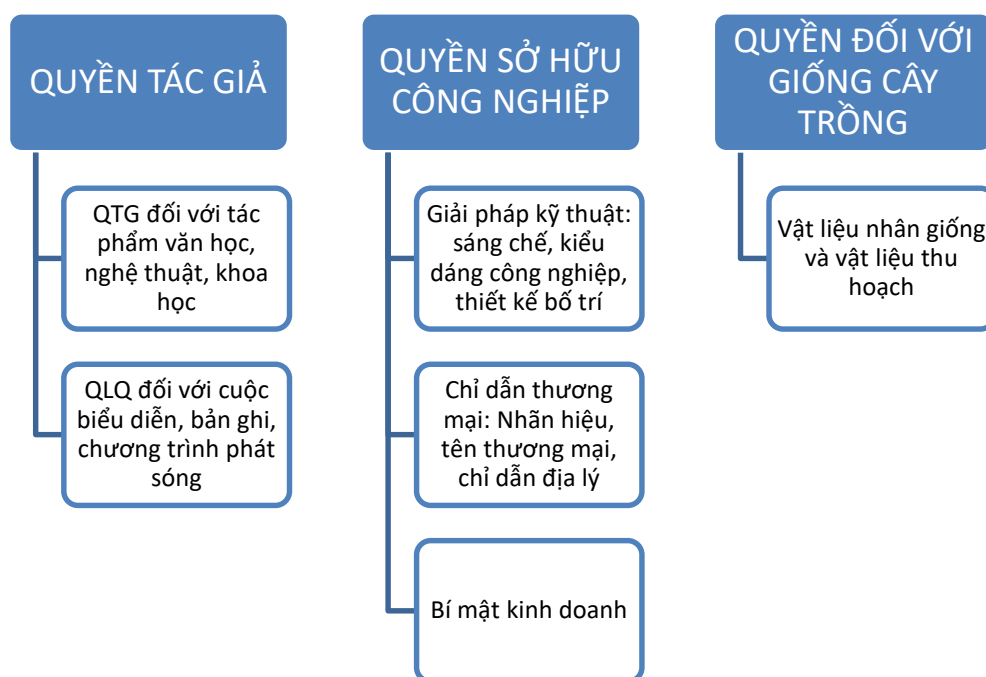 QUYỀN TÁC GIẢ
QTG đối với tác
phẩm văn học,
nghệ thuật, khoa
học
QLQ đối với cuộc
biểu diễn, bản ghi,
chương trình phát
sóng
QUYỀN SỞ HỮU
CÔNG NGHIỆP
Giải pháp kỹ thuật:
sáng chế, kiểu
dáng công nghiệp,
thiết kế bố trí
Chỉ dẫn thương
mại: Nhãn hiệu,
tên thương mại,
chỉ dẫn địa lý
Bí mật kinh doanh
QUYỀN ĐỐI VỚI
GIỐNG CÂY
TRỒNG
Vật liệu nhân giống
và vật liệu thu
hoạch